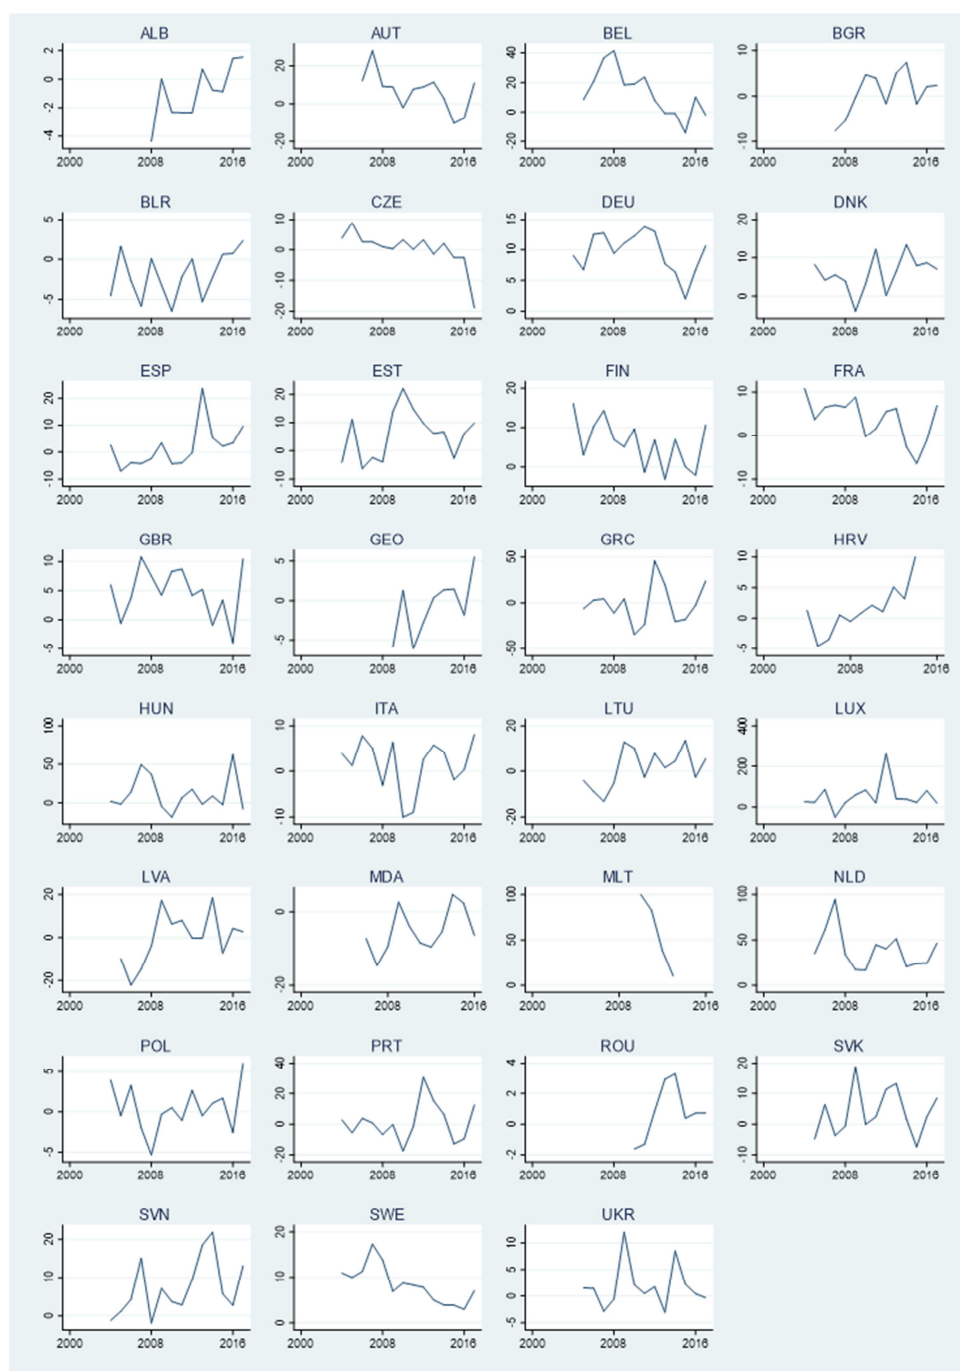 ALB AUT BEL BGR
2 20 40 10
0 0 20 0
-2 -20 0 -10
-4 -20
2000 2008 2016 2000 2008 2016 2000 2008 2016 2000 2008 2016
BLR CZE DEU DNK
5 10 15 20
0 0 10 10
-5 -10 5 0
-20 0
2000 2008 2016 2000 2008 2016 2000 2008 2016 2000 2008 2016
ESP EST FIN FRA
20 20 20 10
10 10 10 0
0 0 0 -10
-10 -10
2000 2008 2016 2000 2008 2016 2000 2008 2016 2000 2008 2016
GBR GEO GRC HRV
10 5 50 10
5 0 0 5
0 -5 -50 0
-5 -5
2000 2008 2016 2000 2008 2016 2000 2008 2016 2000 2008 2016
HUN ITA LTU LUX
100 10 20 400
50 0 0 200
0 -10 -20 0
2000 2008 2016 2000 2008 2016 2000 2008 2016 2000 2008 2016
LVA MDA MLT NLD
20 0 100 100
0 -20 50 50
-20 0 0
2000 2008 2016 2000 2008 2016 2000 2008 2016 2000 2008 2016
POL PRT ROU SVK
5 40 4 20
0 20 2 10
-5 0 0 0
-20 -2 -10
2000 2008 2016 2000 2008 2016 2000 2008 2016 2000 2008 2016
SVN SWE UKR
20 20 10
10 10 5
0 0 0
-5
2000 2008 2016 2000 2008 2016 2000 2008 2016